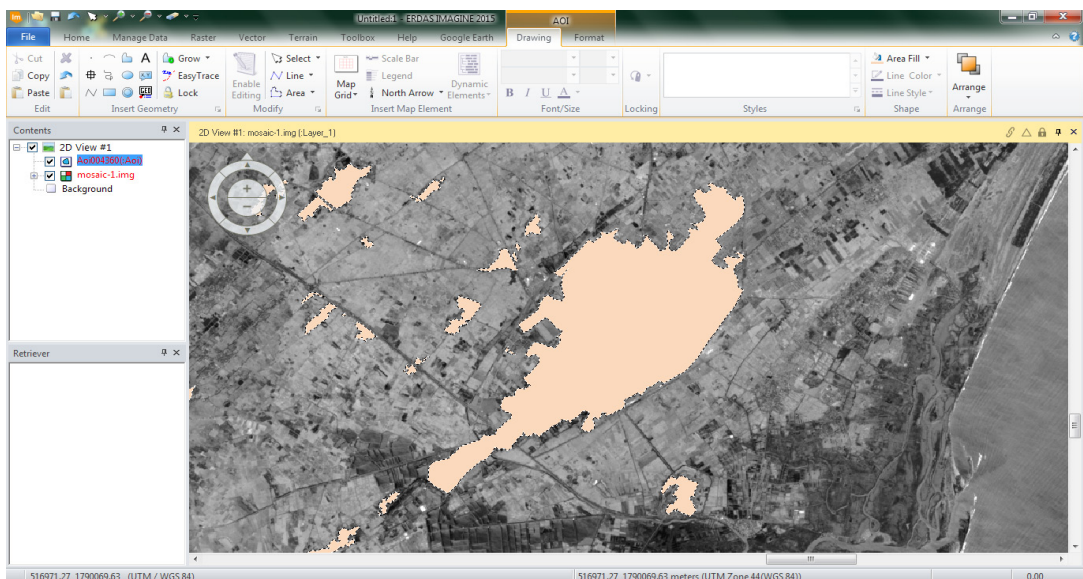 Untitled:1 - ERDAS IMAGINE 2015
AOI
File Home Manage Data Raster Vector Terrain Toolbox Help Google Earth Drawing Format
Cut
Copy
Paste
Edit
A Grow
EasyTrace
Lock
Insert Geometry
Enable Editing
Select
Line
Area
Modify
Map Grid
Scale Bar
Legend
North Arrow
Dynamic Elements
Insert Map Element
B I U A
Font/Size
Locking
Styles
Area Fill
Line Color
Line Style
Shape
Arrange
Arrange
Contents
2D View #1
Aoi004360(:Aoi)
mosaic-1.img
Background
Retriever
2D View #1: mosaic-1.img (:Layer_1)
516971.27, 1790069.63 (UTM / WGS 84)
516971.27, 1790069.63 meters (UTM Zone 44(WGS 84))
0.00